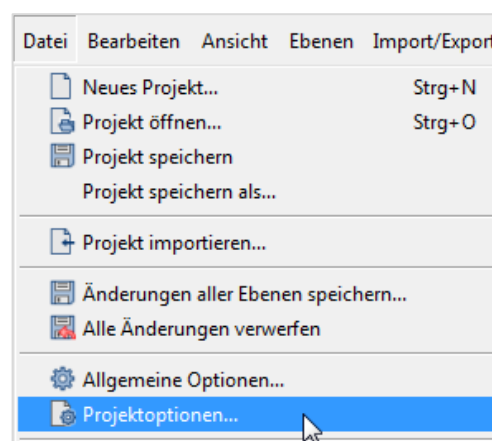 Datei Bearbeiten Ansicht Ebenen Import/Export
Neues Projekt... Strg+N
Projekt öffnen... Strg+O
Projekt speichern
Projekt speichern als...
Projekt importieren...
Änderungen aller Ebenen speichern...
Alle Änderungen verwerfen
Allgemeine Optionen...
Projektoptionen...